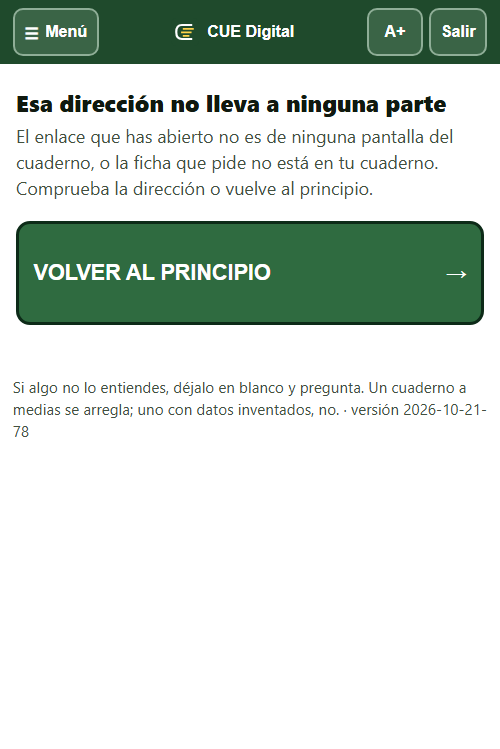 ☰ Menú
CUE Digital
A+
Salir
Esa dirección no lleva a ninguna parte
El enlace que has abierto no es de ninguna pantalla del
cuaderno, o la ficha que pide no está en tu cuaderno.
Comprueba la dirección o vuelve al principio.
VOLVER AL PRINCIPIO →
Si algo no lo entiendes, déjalo en blanco y pregunta. Un cuaderno a
medias se arregla; uno con datos inventados, no. · versión 2026-10-21-
78